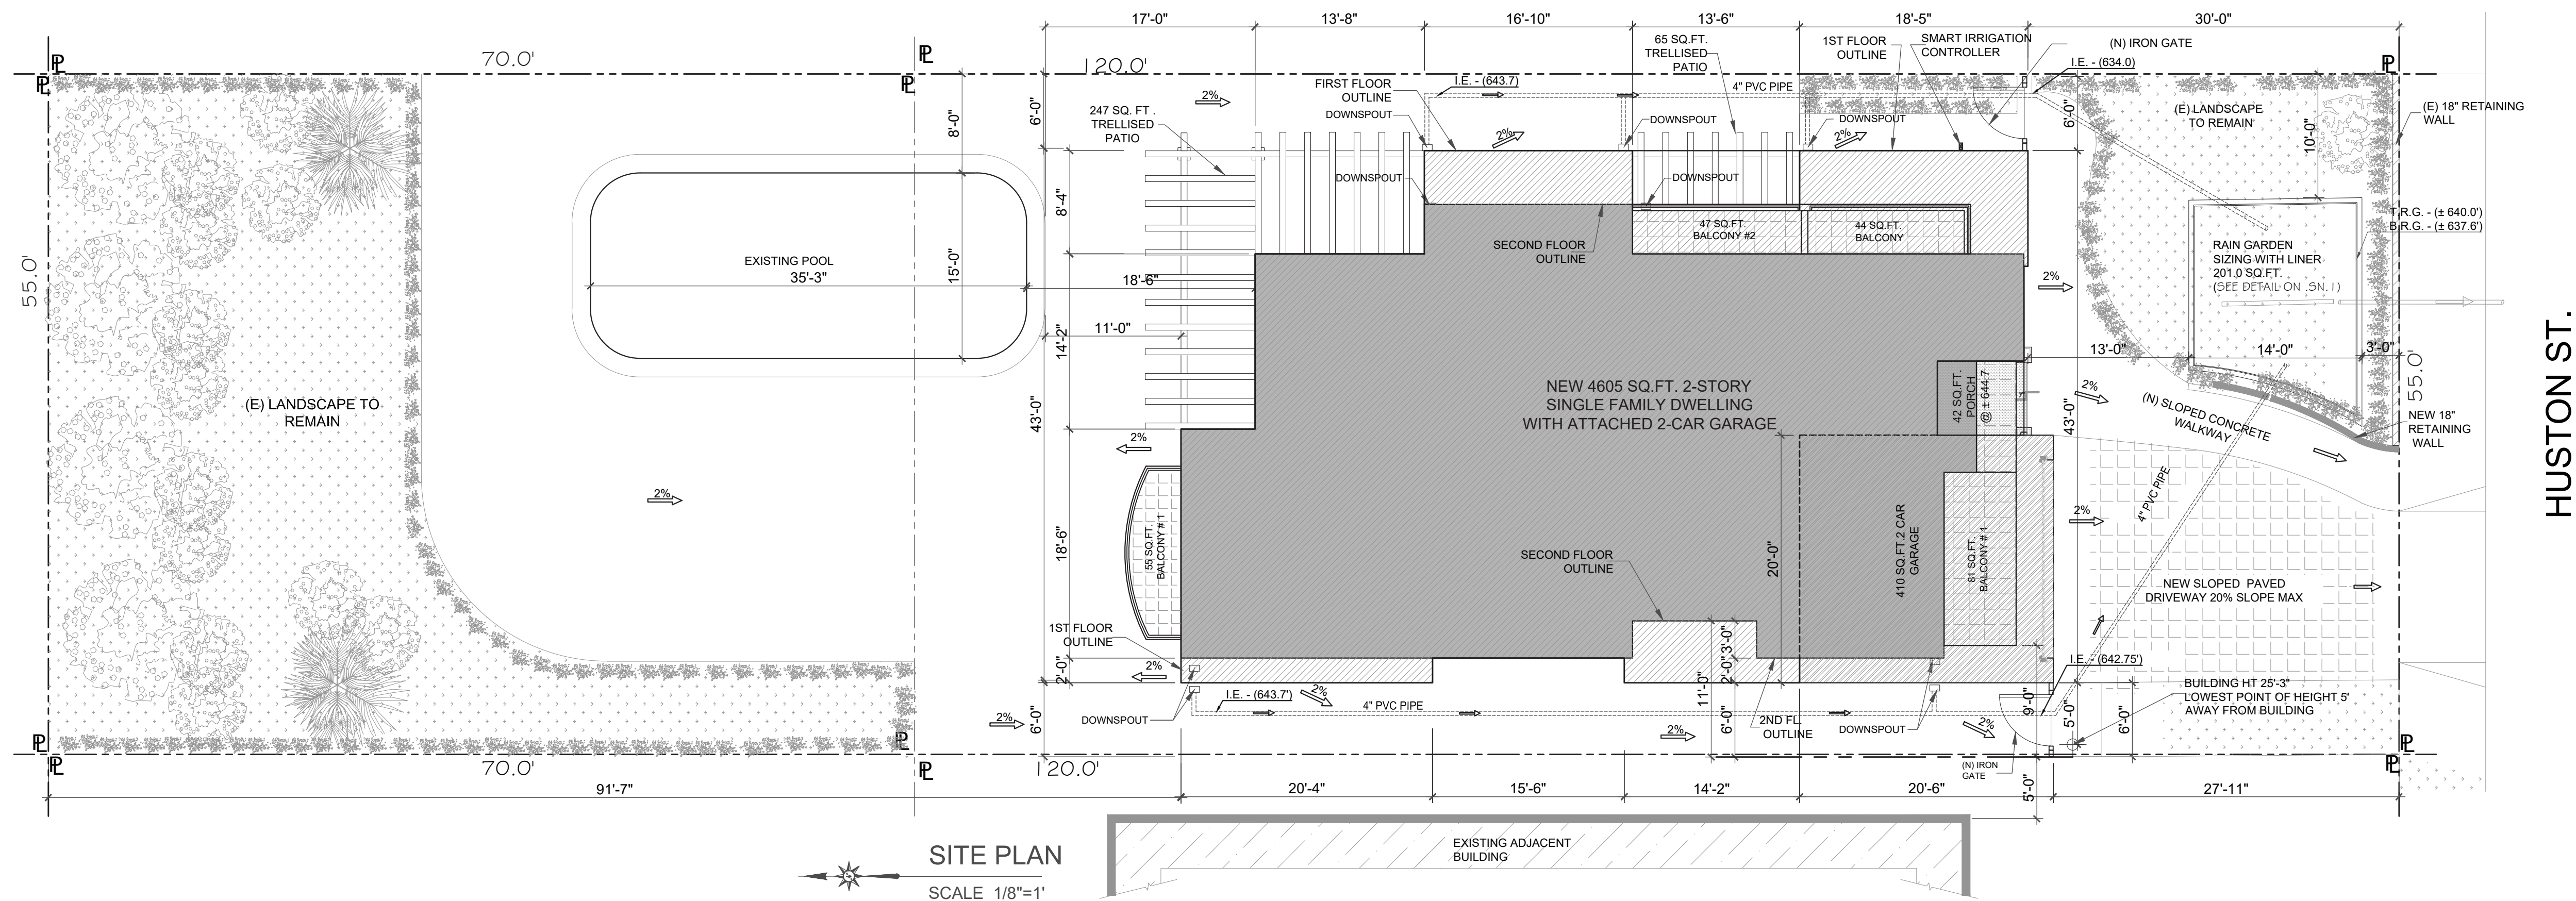 17'-0"
13'-8"
16'-10"
13'-6"
18'-5"
30'-0"
PL
70.0'
PL
120.0'
PL
PL
PL
65 SQ.FT.
TRELLISED
PATIO
1ST FLOOR
OUTLINE
SMART IRRIGATION
CONTROLLER
(N) IRON GATE
I.E. - (634.0)
FIRST FLOOR
OUTLINE
I.E. - (643.7)
4" PVC PIPE
247 SQ. FT .
TRELLISED
PATIO
2%
DOWNSPOUT
DOWNSPOUT
DOWNSPOUT
2%
2%
6'-0"
8'-0"
6'-0"
(E) LANDSCAPE
TO REMAIN
(E) 18" RETAINING
WALL
10'-0"
8'-4"
DOWNSPOUT
DOWNSPOUT
47 SQ.FT.
BALCONY #2
44 SQ.FT.
BALCONY
SECOND FLOOR
OUTLINE
T.R.G. - (± 640.0')
B.R.G. - (± 637.6')
RAIN GARDEN
SIZING WITH LINER
201.0 SQ.FT.
(SEE DETAIL ON .SN.1)
55.0'
EXISTING POOL
35'-3"
15'-0"
18'-6"
2%
11'-0"
14'-2"
13'-0"
14'-0"
3'-0"
55.0'
HUSTON ST.
(E) LANDSCAPE TO
REMAIN
43'-0"
NEW 4605 SQ.FT. 2-STORY
SINGLE FAMILY DWELLING
WITH ATTACHED 2-CAR GARAGE
42 SQ.FT.
PORCH
@ ± 644.7
43'-0"
2%
(N) SLOPED CONCRETE
WALKWAY
NEW 18"
RETAINING
WALL
2%
2%
55 SQ.FT.
BALCONY # 1
18'-6"
SECOND FLOOR
OUTLINE
20'-0"
410 SQ.FT.2 CAR
GARAGE
81 SQ.FT.
BALCONY # 1
2%
4" PVC PIPE
NEW SLOPED PAVED
DRIVEWAY 20% SLOPE MAX
1ST FLOOR
OUTLINE
2%
2'-0"
3'-0"
2'-0"
11'-0"
I.E. - (642.75')
BUILDING HT 25'-3"
LOWEST POINT OF HEIGHT 5'
AWAY FROM BUILDING
I.E. - (643.7')
2%
4" PVC PIPE
DOWNSPOUT
2%
6'-0"
6'-0"
2%
2ND FL.
OUTLINE
DOWNSPOUT
2%
9'-0"
5'-0"
6'-0"
(N) IRON
GATE
PL
PL
PL
PL
PL
PL
70.0'
120.0'
91'-7"
20'-4"
15'-6"
14'-2"
20'-6"
5'-0"
27'-11"
SITE PLAN
SCALE 1/8"=1'
EXISTING ADJACENT
BUILDING